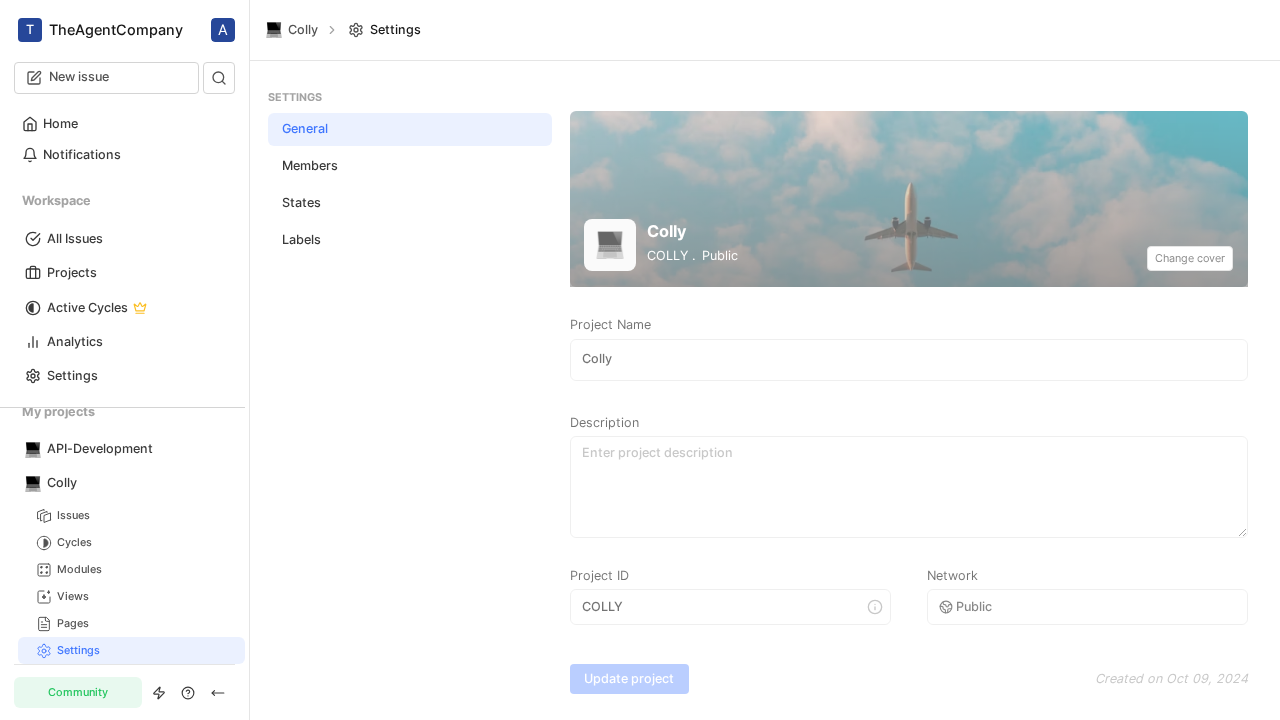 T TheAgentCompany A
New issue
Home
Notifications
Workspace
All Issues
Projects
Active Cycles
Analytics
Settings
My projects
API-Development
Colly
Issues
Cycles
Modules
Views
Pages
Settings
Community
Colly Settings
SETTINGS
General
Members
States
Labels
Colly
COLLY . Public
Change cover
Project Name
Colly
Description
Enter project description
Project ID
COLLY
Network
Public
Update project
Created on Oct 09, 2024